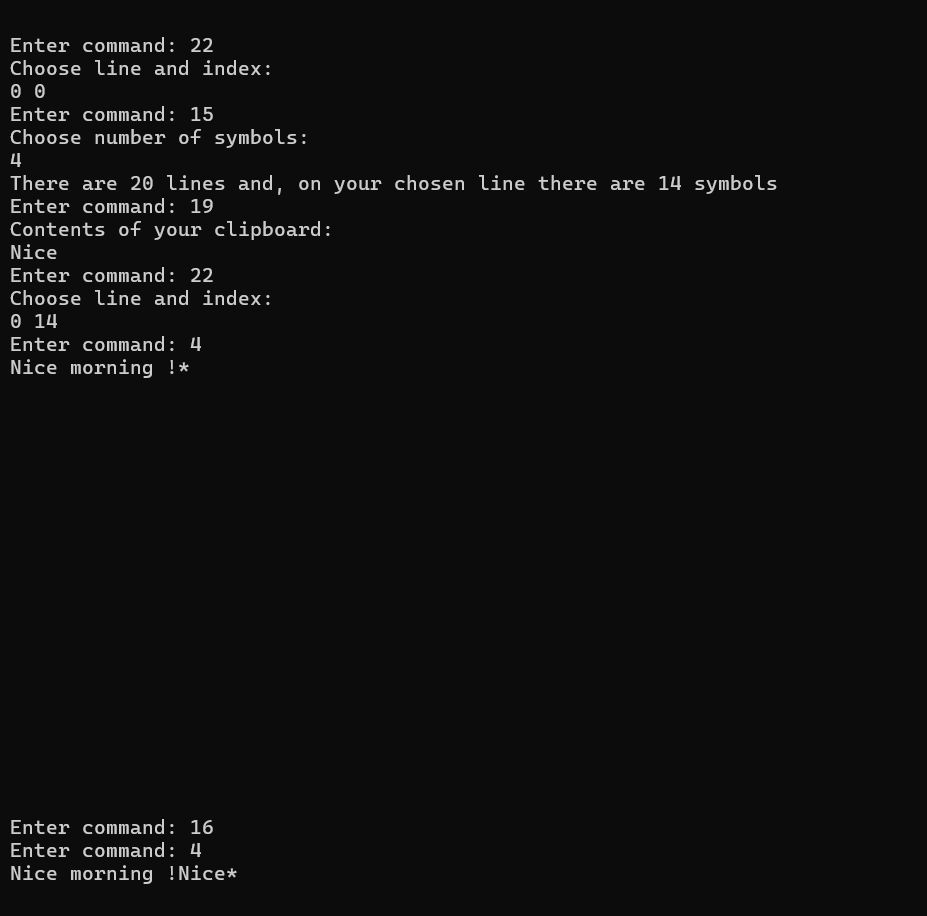 Enter command: 22
Choose line and index:
0 0
Enter command: 15
Choose number of symbols:
4
There are 20 lines and, on your chosen line there are 14 symbols
Enter command: 19
Contents of your clipboard:
Nice
Enter command: 22
Choose line and index:
0 14
Enter command: 4
Nice morning !*
Enter command: 16
Enter command: 4
Nice morning !Nice*